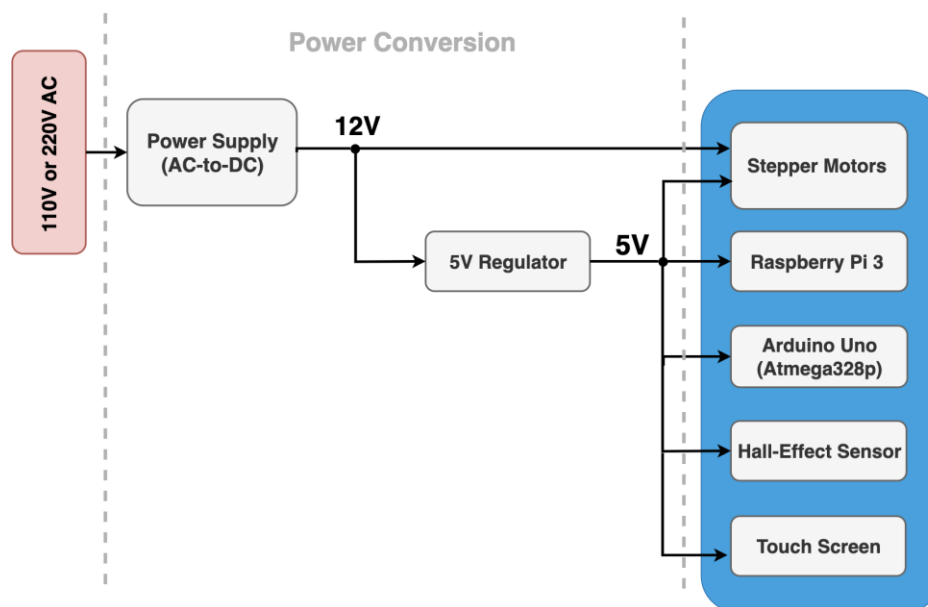 Power Conversion
110V or 220V AC
Power Supply
(AC-to-DC)
12V
Stepper Motors
5V Regulator
5V
Raspberry Pi 3
Arduino Uno
(Atmega328p)
Hall-Effect Sensor
Touch Screen